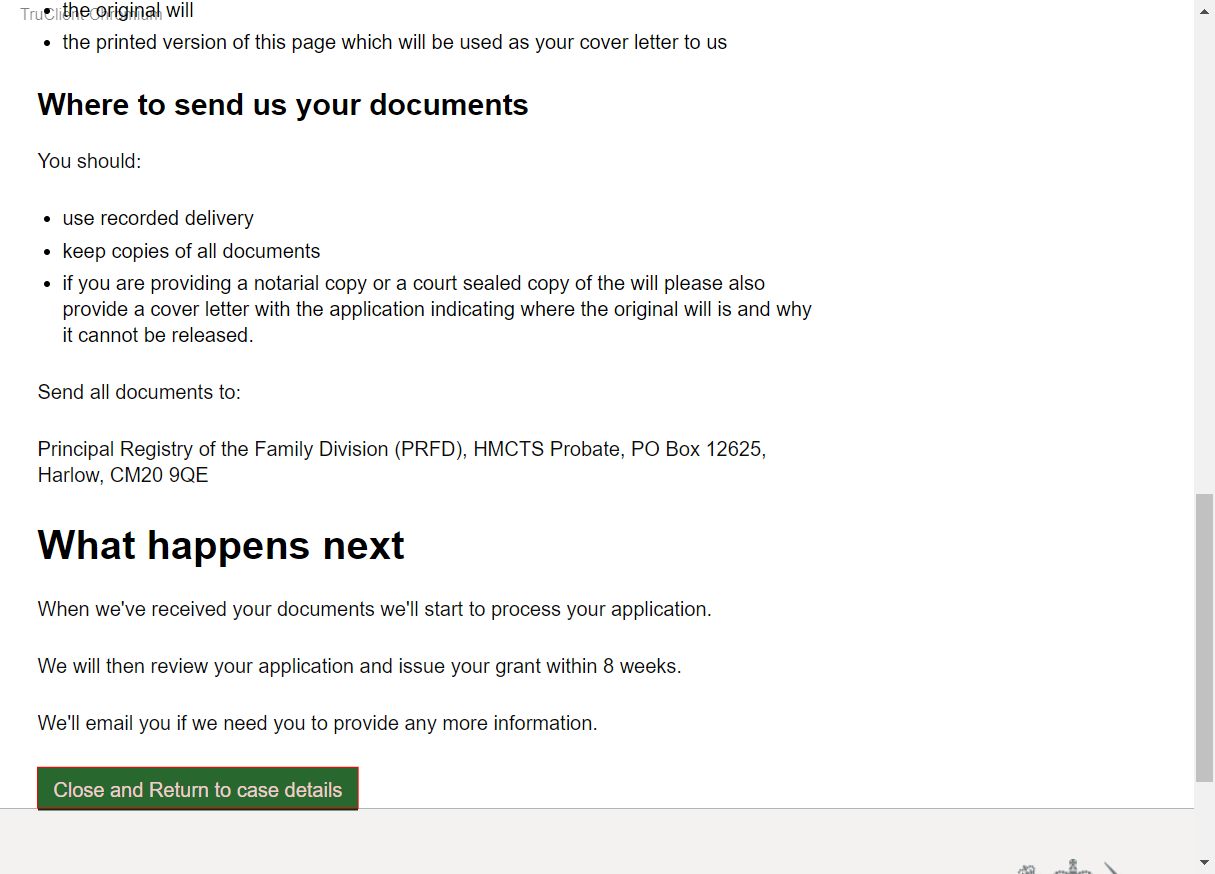 TruClient Chromium
the original will
the printed version of this page which will be used as your cover letter to us
Where to send us your documents
You should:
use recorded delivery
keep copies of all documents
if you are providing a notarial copy or a court sealed copy of the will please also
provide a cover letter with the application indicating where the original will is and why
it cannot be released.
Send all documents to:
Principal Registry of the Family Division (PRFD), HMCTS Probate, PO Box 12625,
Harlow, CM20 9QE
What happens next
When we've received your documents we'll start to process your application.
We will then review your application and issue your grant within 8 weeks.
We'll email you if we need you to provide any more information.
Close and Return to case details